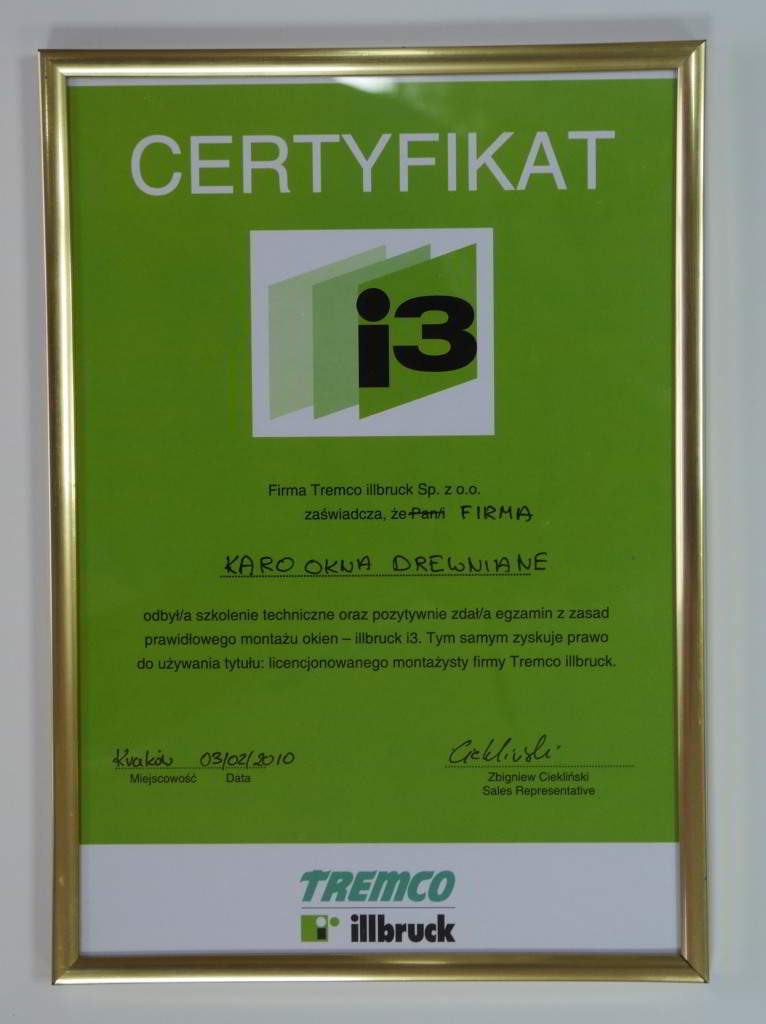 CERTYFIKAT
i3
Firma Tremco illbruck Sp. z o.o.
zaświadcza, że Pan/i FIRMA
KARO OKNA DREWNIANE
odbył/a szkolenie techniczne oraz pozytywnie zdał/a egzamin z zasad
prawidłowego montażu okien – illbruck i3. Tym samym zyskuje prawo
do używania tytułu: licencjonowanego montażysty firmy Tremco illbruck.
Kraków 03/02/2010
Miejscowość Data
Ciekliński
Zbigniew Ciekliński
Sales Representative
TREMCO
i illbruck